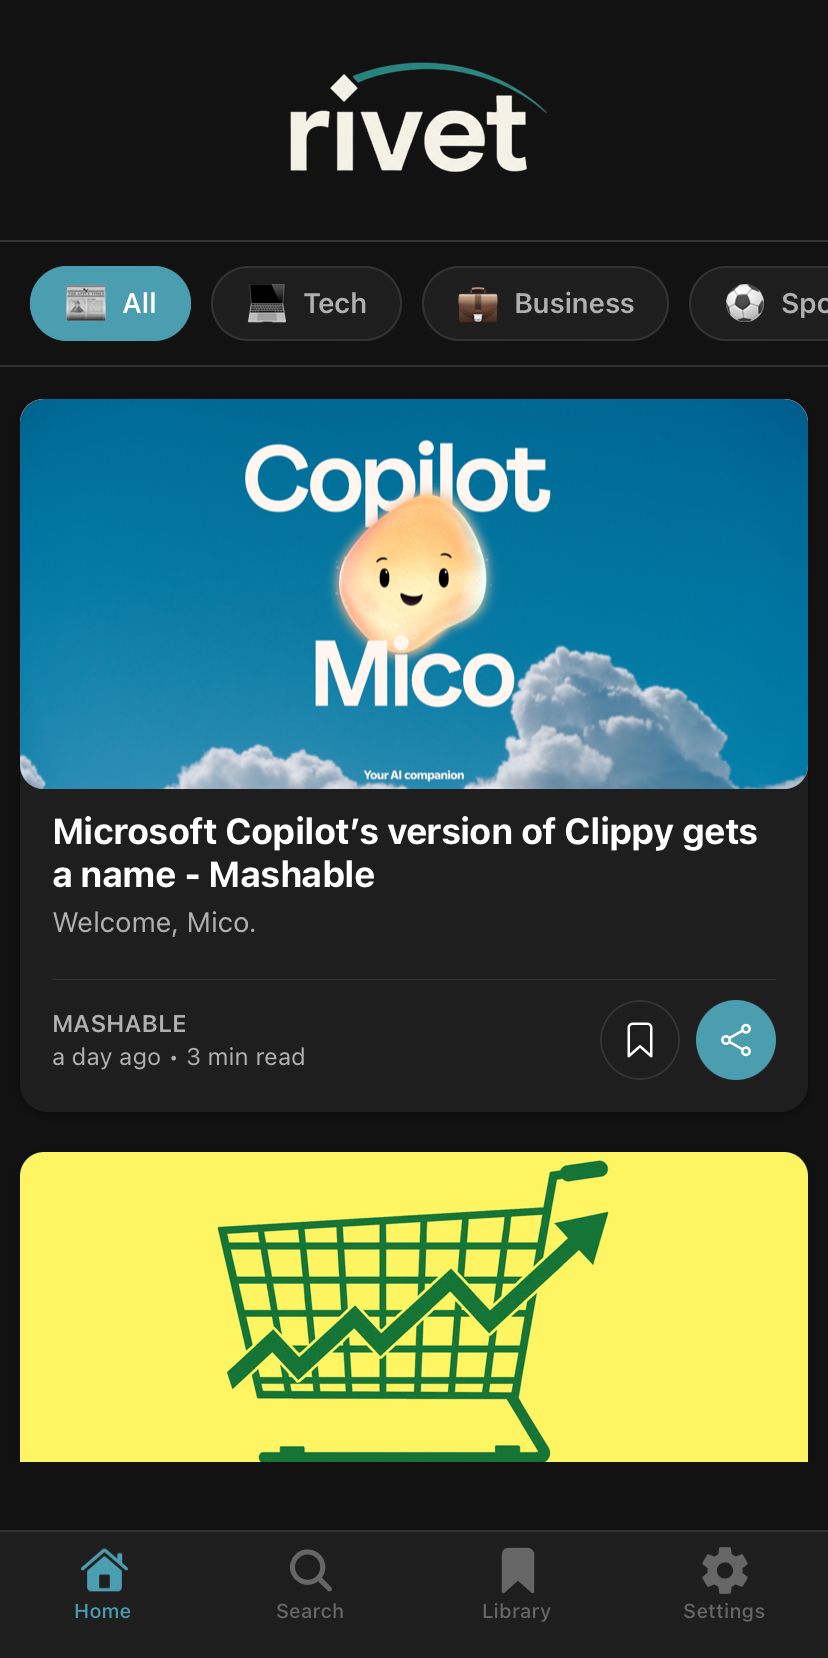 rivet
All
Tech
Business
Spo
Copilot
Mico
Your AI companion
Microsoft Copilot’s version of Clippy gets
a name - Mashable
Welcome, Mico.
MASHABLE
a day ago • 3 min read
Home
Search
Library
Settings